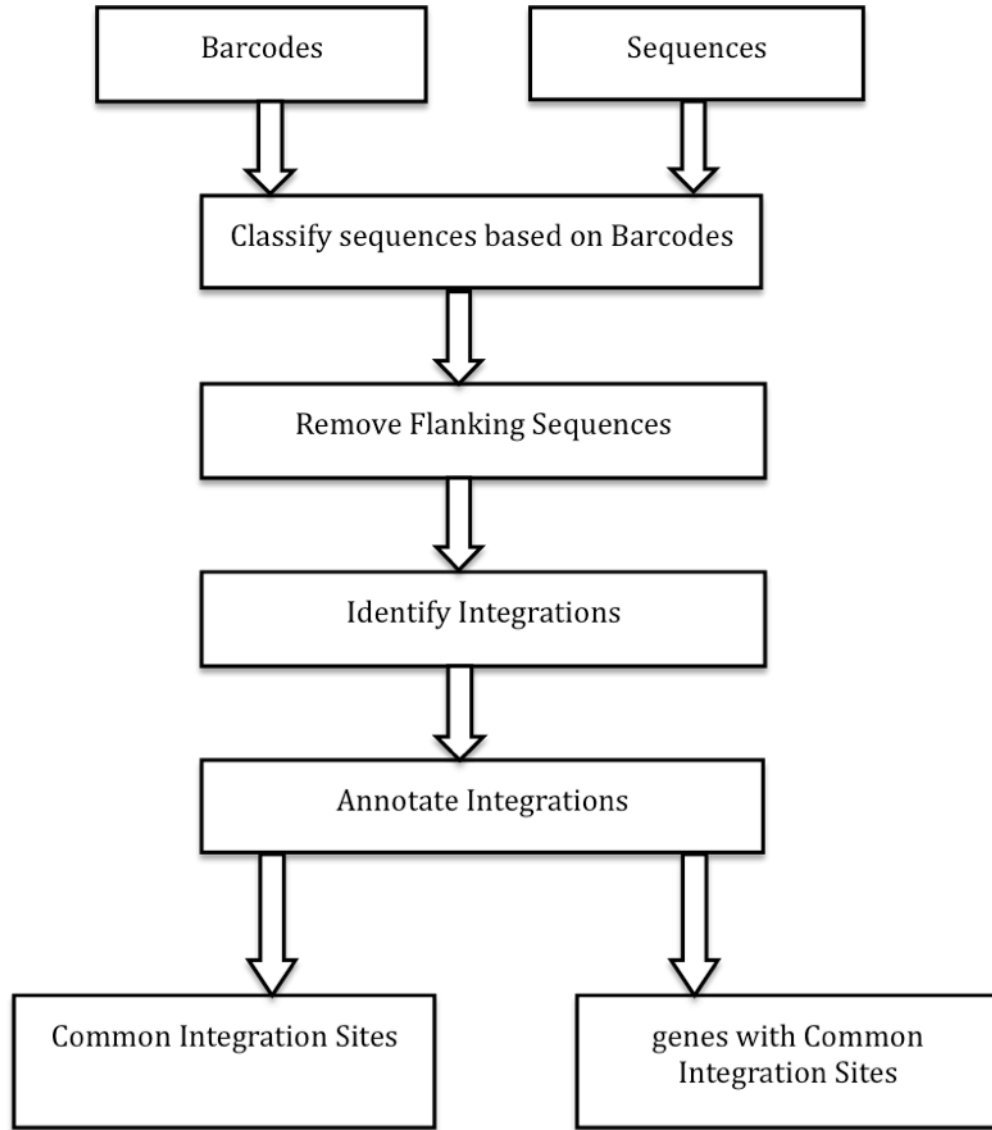 Barcodes
Sequences
Classify sequences based on Barcodes
Remove Flanking Sequences
Identify Integrations
Annotate Integrations
Common Integration Sites
genes with Common
Integration Sites